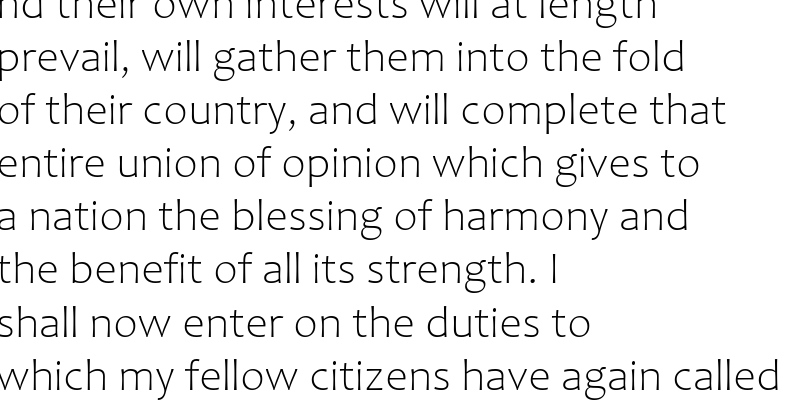 and their own interests will at length
prevail, will gather them into the fold
of their country, and will complete that
entire union of opinion which gives to
a nation the blessing of harmony and
the benefit of all its strength. I
shall now enter on the duties to
which my fellow citizens have again called